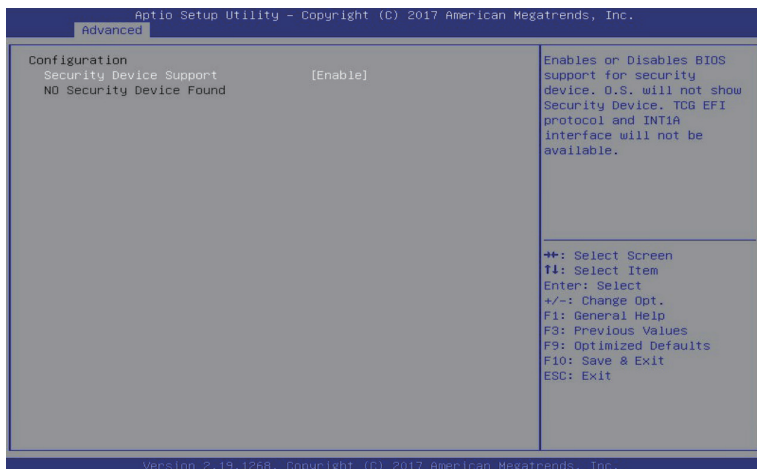 Aptio Setup Utility – Copyright (C) 2017 American Megatrends, Inc.
Advanced
Configuration
Security Device Support [Enable]
NO Security Device Found
Enables or Disables BIOS
support for security
device. O.S. will not show
Security Device. TCG EFI
protocol and INT1A
interface will not be
available.
→←: Select Screen
↑↓: Select Item
Enter: Select
+/-: Change Opt.
F1: General Help
F3: Previous Values
F9: Optimized Defaults
F10: Save & Exit
ESC: Exit
Version 2.19.1268. Copyright (C) 2017 American Megatrends, Inc.